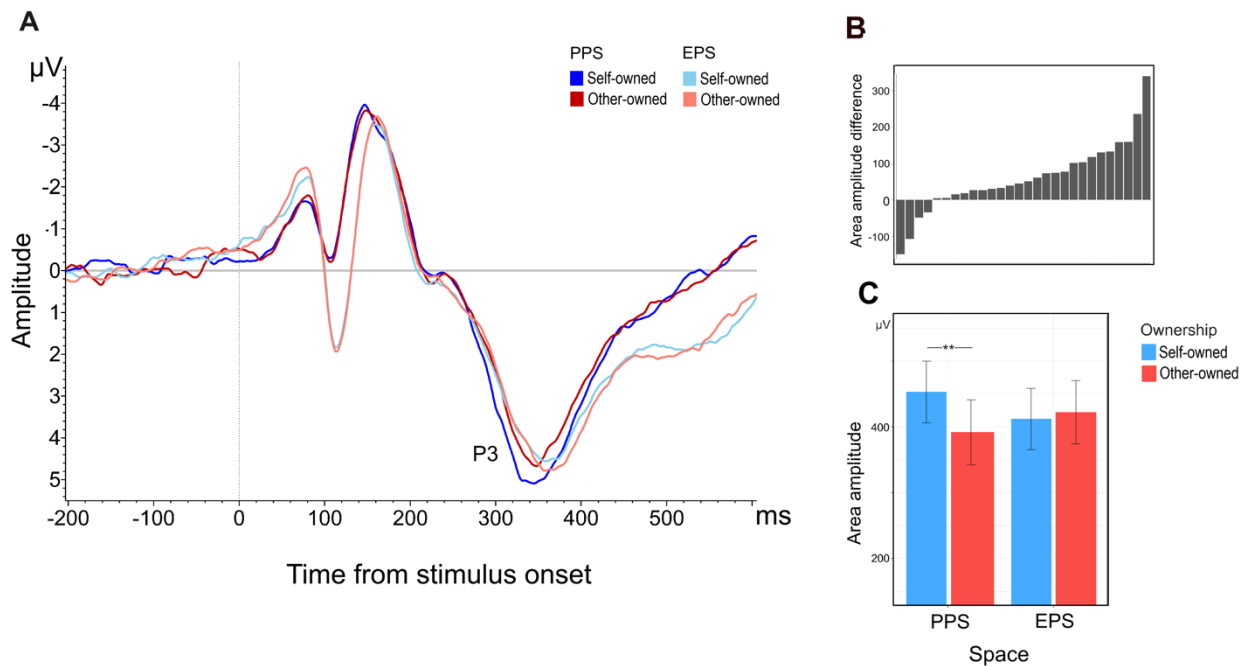 A
µV
PPS EPS
Self-owned Self-owned
Other-owned Other-owned
-4
-3
-2
-1
0
1
2
3
4
5
Amplitude
P3
-200 -100 0 100 200 300 400 500 ms
Time from stimulus onset
B
Area amplitude difference
300
200
100
0
-100
C
µV
**
400
200
Area amplitude
PPS EPS
Space
Ownership
Self-owned
Other-owned